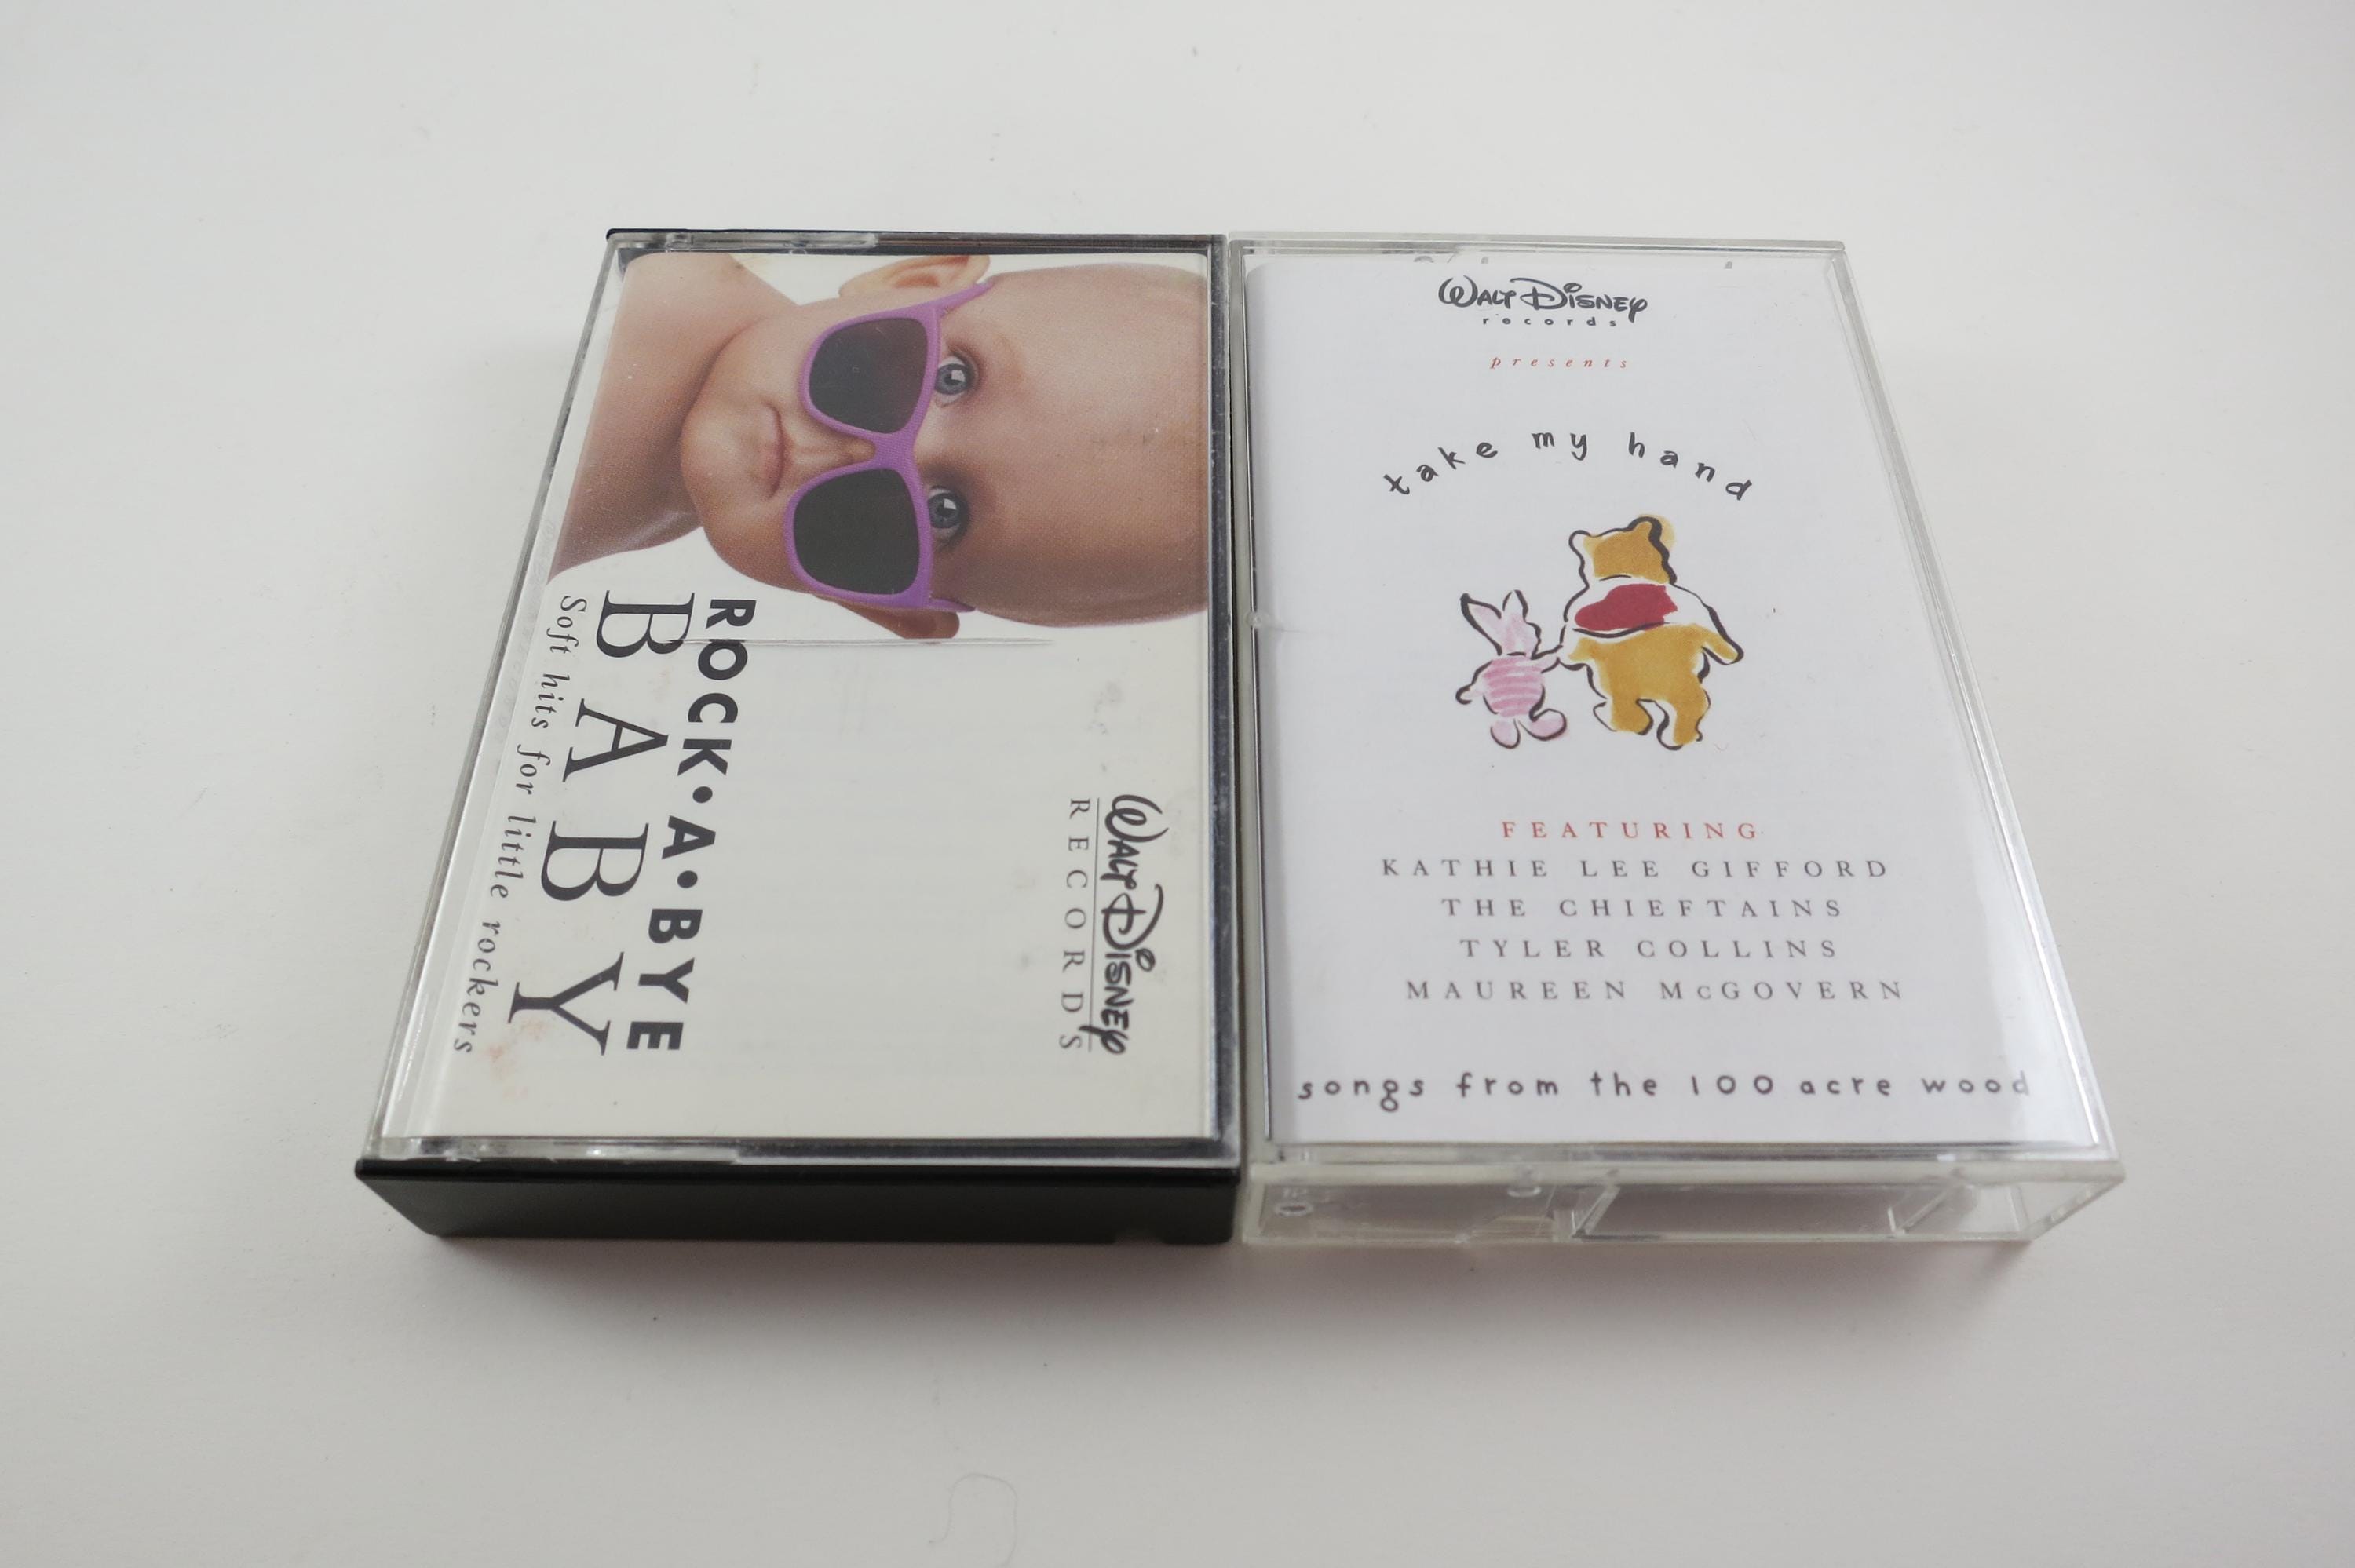 WALT DISNEY
RECORDS
ROCK•A•BYE
BABY
Soft hits for little rockers
WALT DISNEY
records
presents
take my hand
FEATURING
KATHIE LEE GIFFORD
THE CHIEFTAINS
TYLER COLLINS
MAUREEN McGOVERN
songs from the 100 acre wood